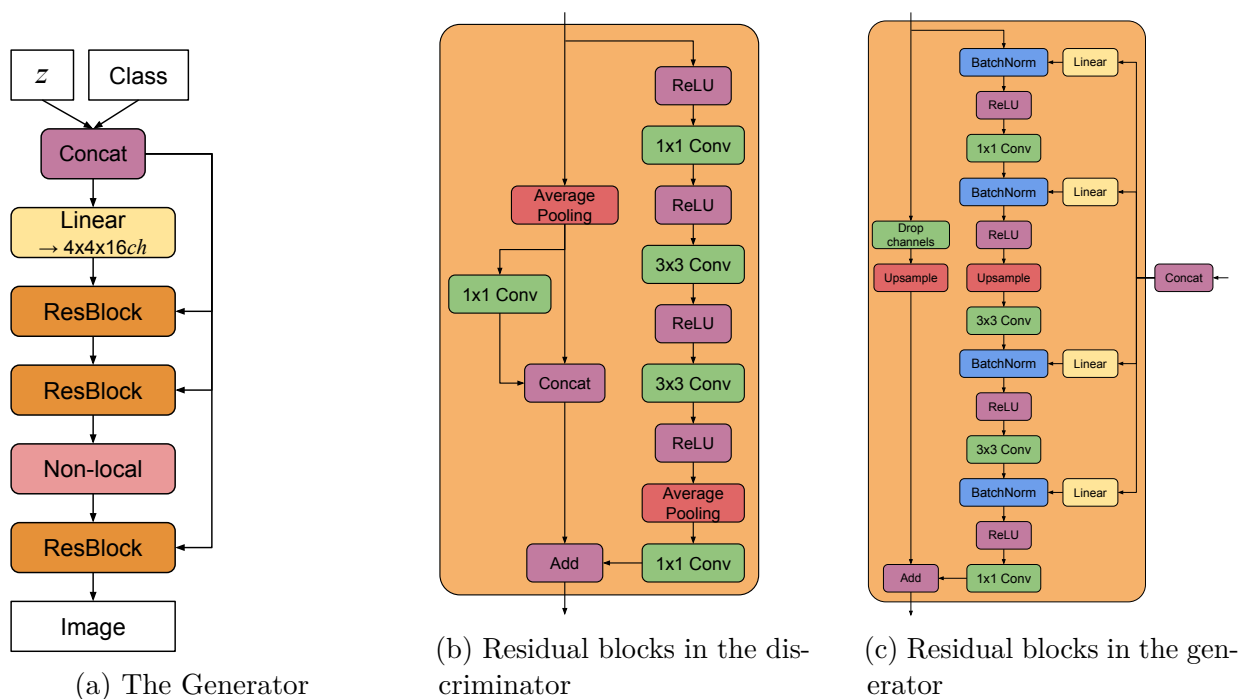 z
Class
Concat
Linear
→ 4x4x16ch
ResBlock
ResBlock
Non-local
ResBlock
Image
(a) The Generator
ReLU
1x1 Conv
Average
Pooling
ReLU
3x3 Conv
1x1 Conv
ReLU
Concat
3x3 Conv
ReLU
Average
Pooling
Add
1x1 Conv
(b) Residual blocks in the dis-
criminator
BatchNorm
Linear
ReLU
1x1 Conv
BatchNorm
Linear
Drop
channels
ReLU
Upsample
Upsample
Concat
3x3 Conv
BatchNorm
Linear
ReLU
3x3 Conv
BatchNorm
Linear
ReLU
Add
1x1 Conv
(c) Residual blocks in the gen-
erator